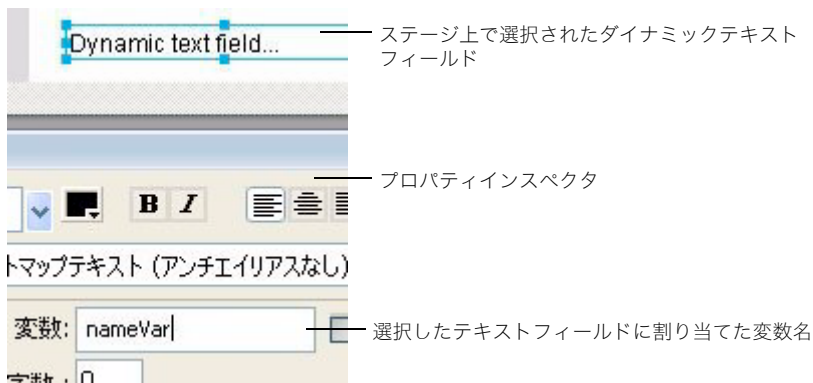 Dynamic text field...
ステージ上で選択されたダイナミックテキスト
フィールド
プロパティインスペクタ
B I
トマップテキスト (アンチエイリアスなし)
変数: nameVar
選択したテキストフィールドに割り当てた変数名
字数: 0